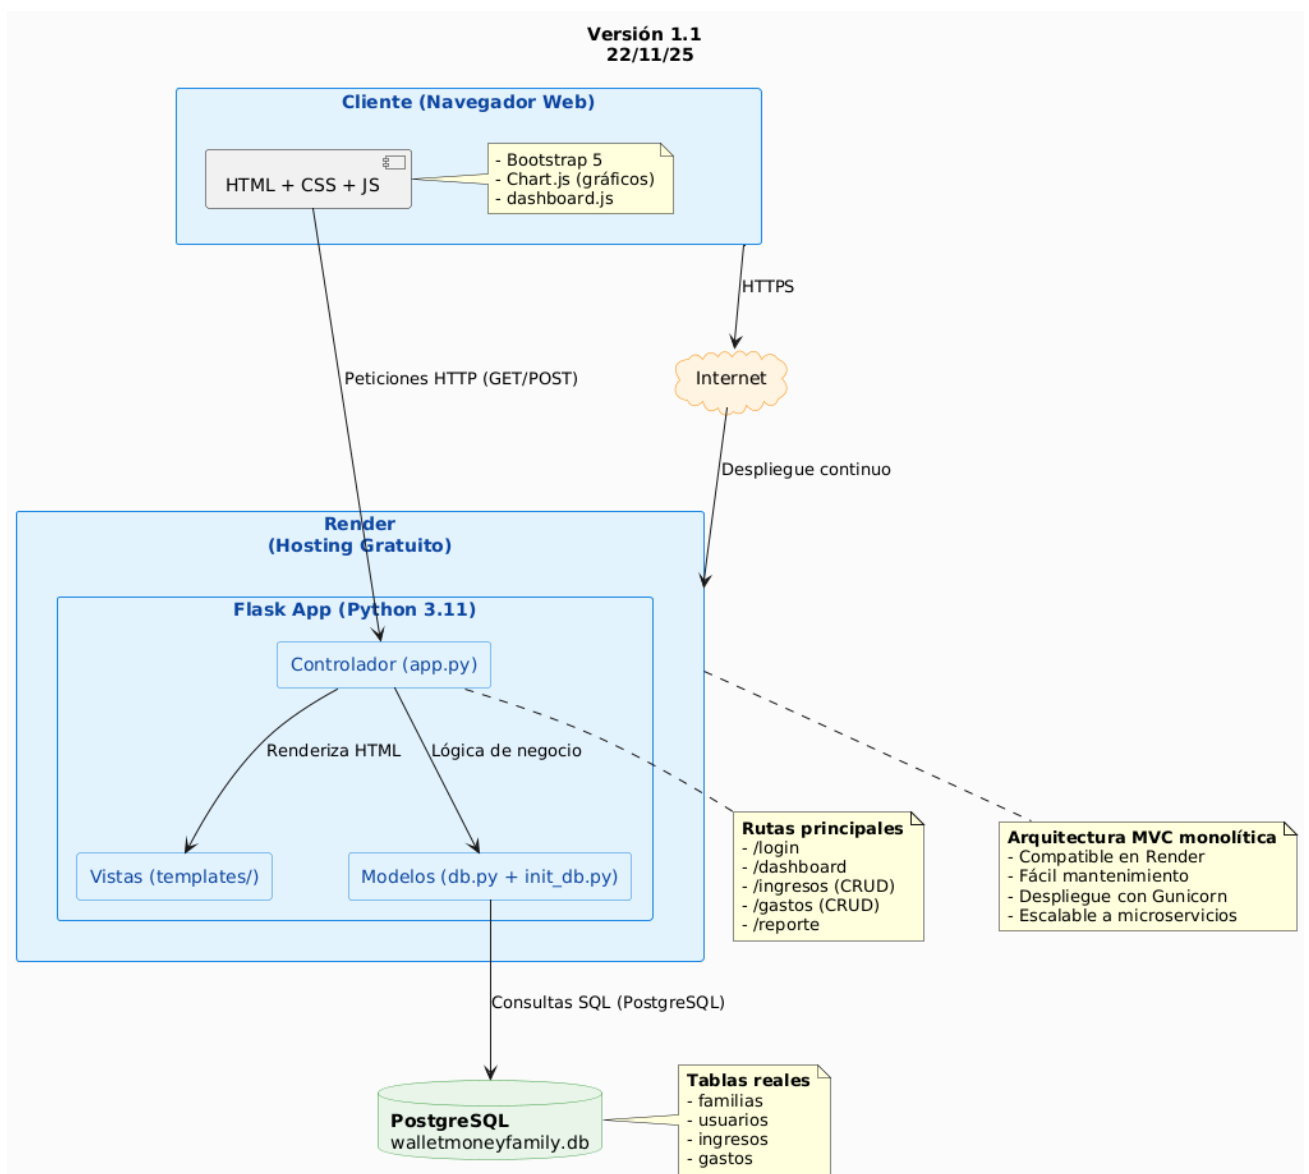 Versión 1.1
22/11/25
Cliente (Navegador Web)
HTML + CSS + JS
- Bootstrap 5
- Chart.js (gráficos)
- dashboard.js
HTTPS
Internet
Peticiones HTTP (GET/POST)
Despliegue continuo
Render
(Hosting Gratuito)
Flask App (Python 3.11)
Controlador (app.py)
Renderiza HTML
Lógica de negocio
Vistas (templates/)
Modelos (db.py + init_db.py)
Rutas principales
- /login
- /dashboard
- /ingresos (CRUD)
- /gastos (CRUD)
- /reporte
Arquitectura MVC monolítica
- Compatible en Render
- Fácil mantenimiento
- Despliegue con Gunicorn
- Escalable a microservicios
Consultas SQL (PostgreSQL)
PostgreSQL
walletmoneyfamily.db
Tablas reales
- familias
- usuarios
- ingresos
- gastos